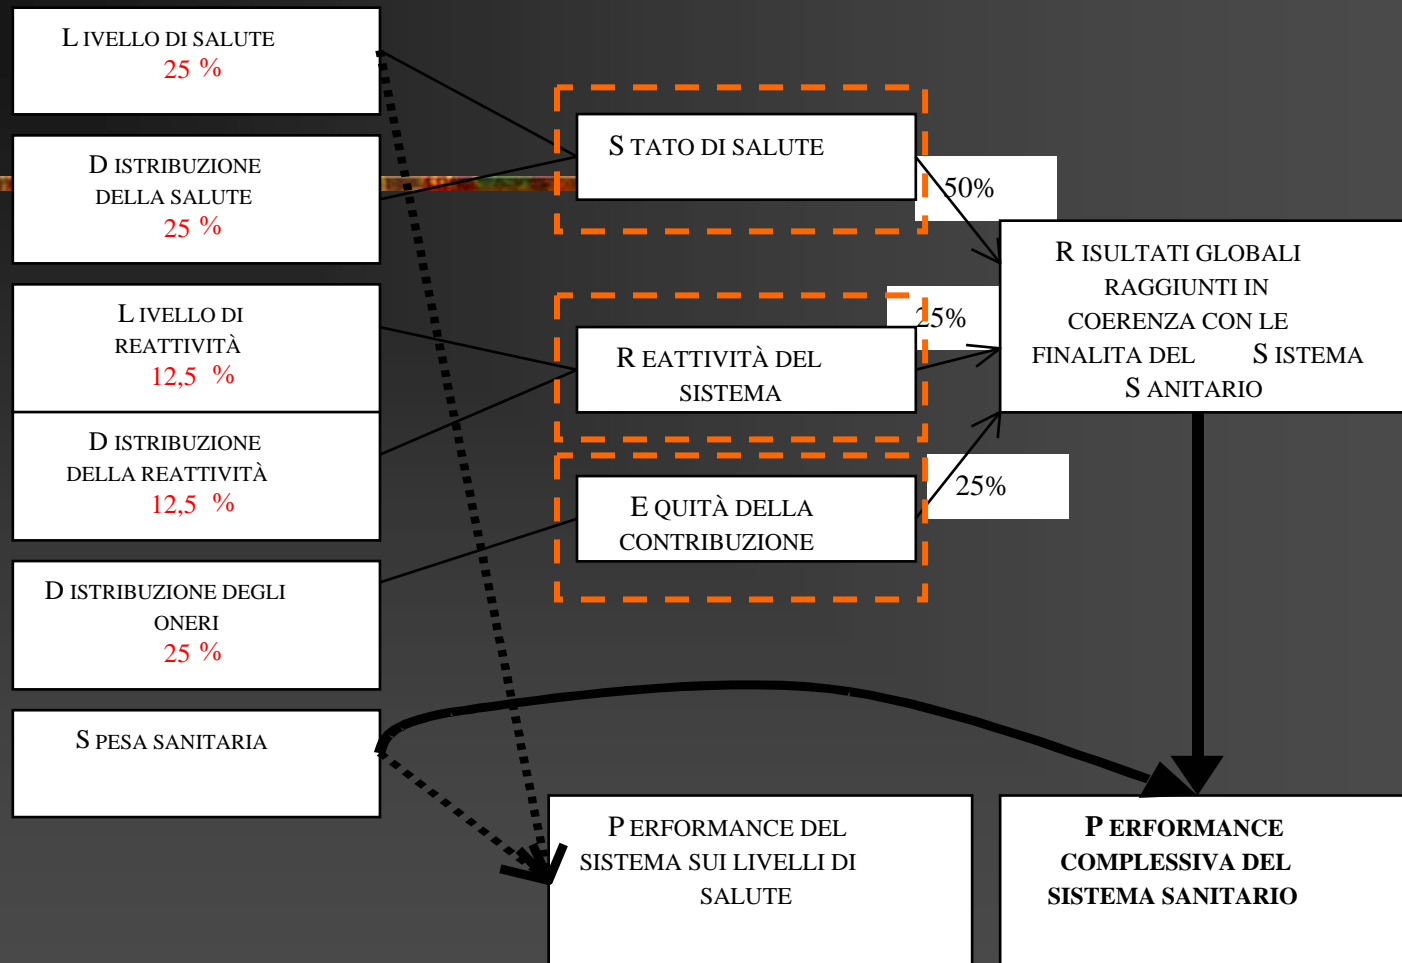 LIVELLO DI SALUTE
25 %
DISTRIBUZIONE
DELLA SALUTE
25 %
LIVELLO DI
REATTIVITÀ
12,5 %
DISTRIBUZIONE
DELLA REATTIVITÀ
12,5 %
DISTRIBUZIONE DEGLI
ONERI
25 %
SPESA SANITARIA
STATO DI SALUTE
50%
REATTIVITÀ DEL
SISTEMA
25%
EQUITÀ DELLA
CONTRIBUZIONE
25%
RISULTATI GLOBALI
RAGGIUNTI IN
COERENZA CON LE
FINALITA DEL SISTEMA
SANITARIO
PERFORMANCE DEL
SISTEMA SUI LIVELLI DI
SALUTE
PERFORMANCE
COMPLESSIVA DEL
SISTEMA SANITARIO